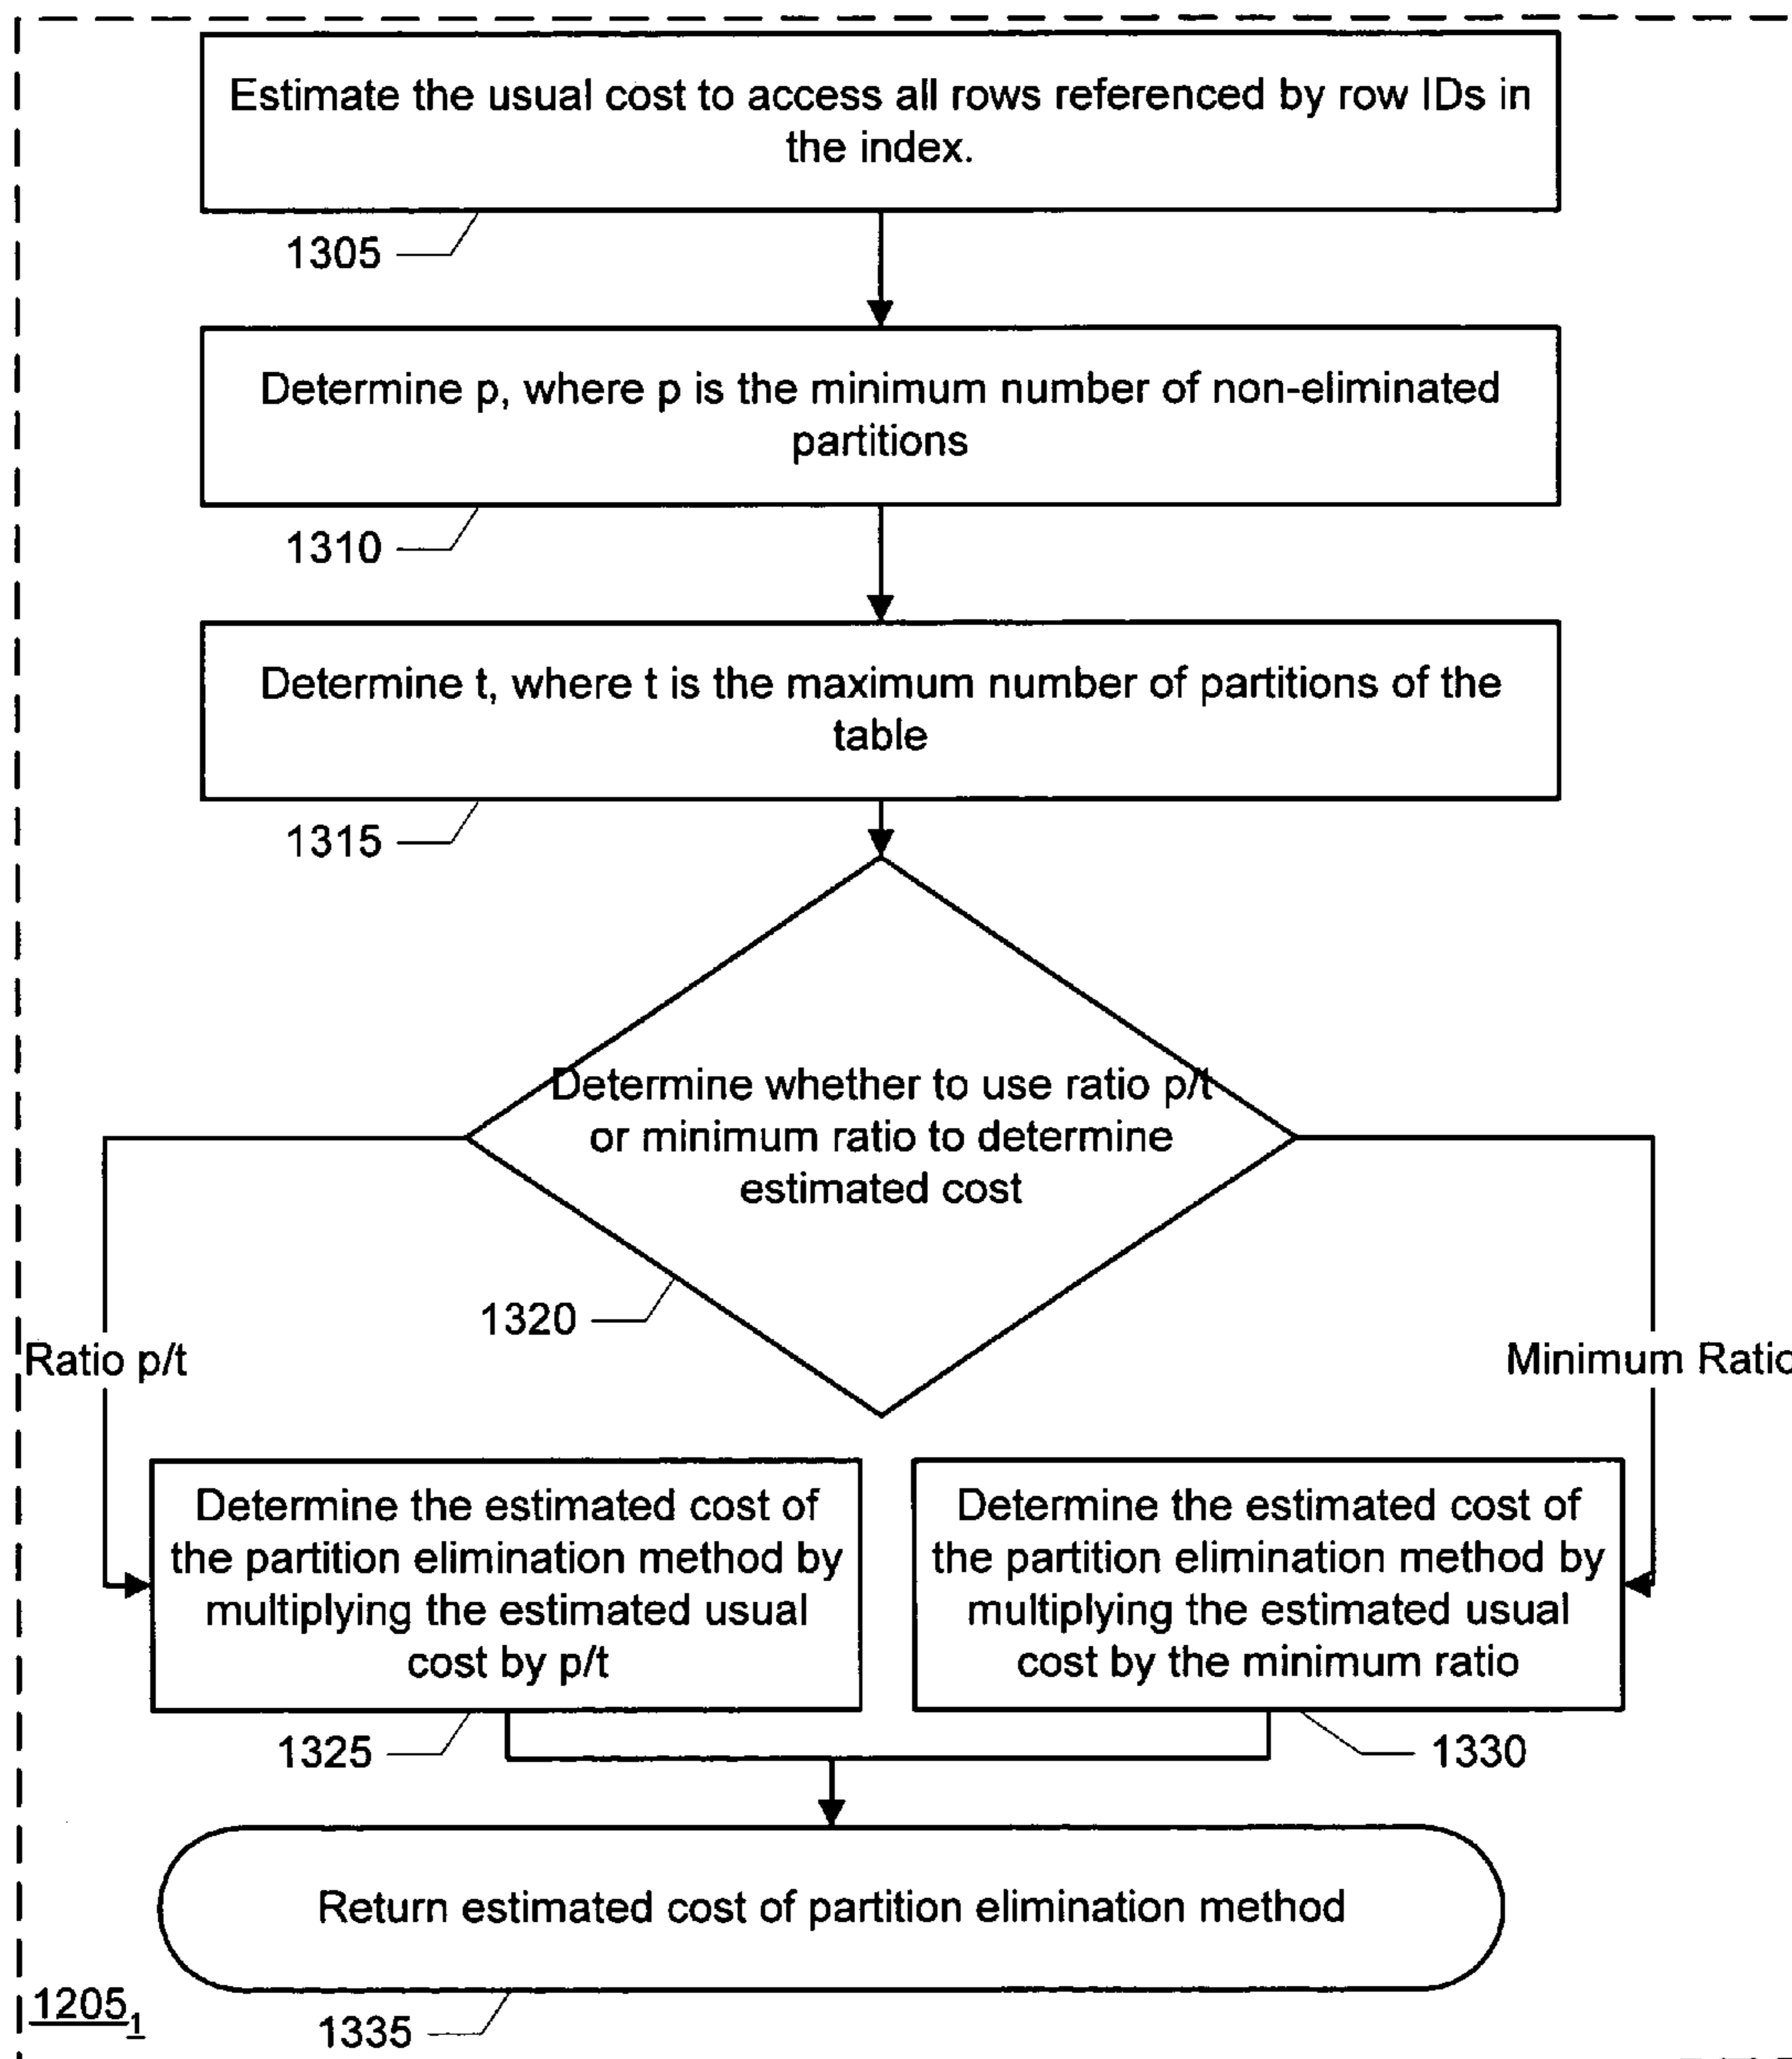 Estimate the usual cost to access all rows referenced by row IDs in
the index.
1305
Determine p, where p is the minimum number of non-eliminated
partitions
1310
Determine t, where t is the maximum number of partitions of the
table
1315
Determine whether to use ratio p/t
or minimum ratio to determine
estimated cost
1320
Ratio p/t
Minimum Ratio
Determine the estimated cost of
the partition elimination method by
multiplying the estimated usual
cost by p/t
1325
Determine the estimated cost of
the partition elimination method by
multiplying the estimated usual
cost by the minimum ratio
1330
Return estimated cost of partition elimination method
1335
1205₁